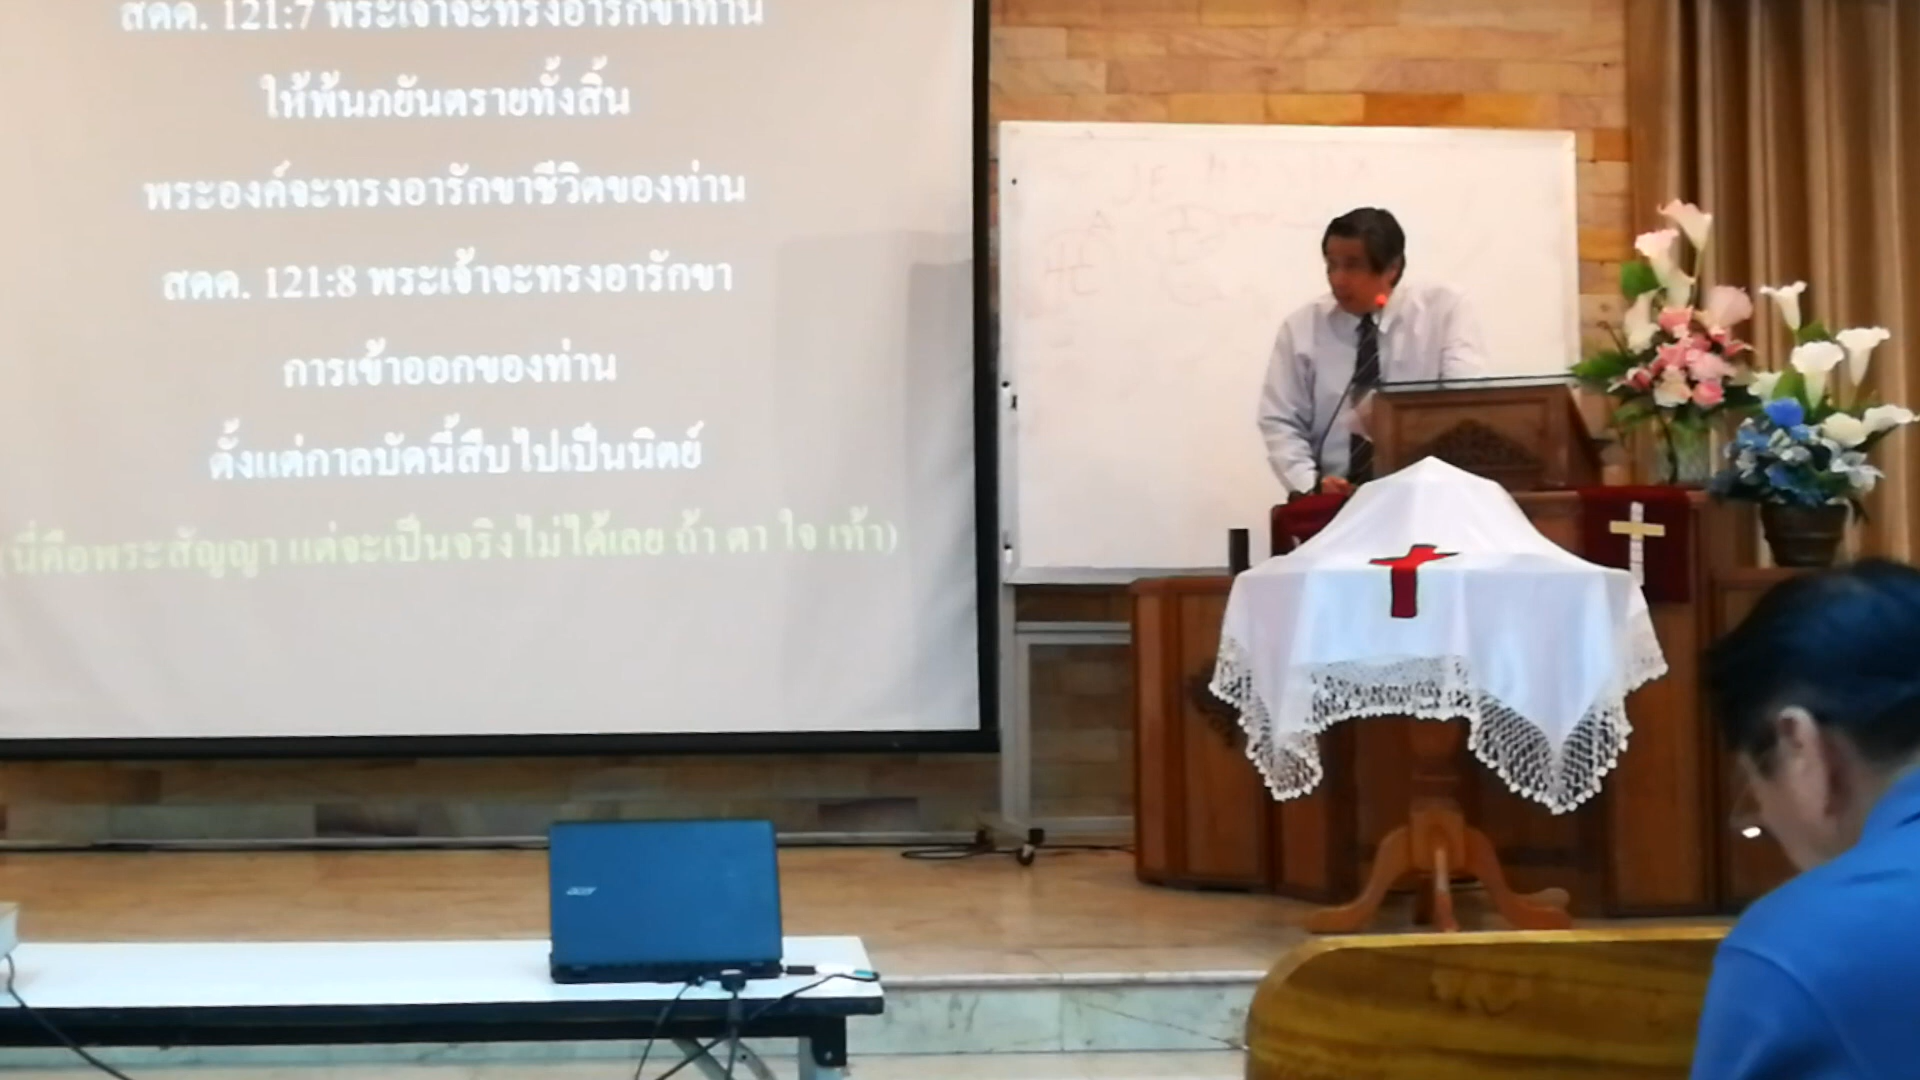 สดด. 121:7 พระเจ้าจะทรงอารักขาท่าน
ให้พ้นภยันตรายทั้งสิ้น
พระองค์จะทรงอารักขาชีวิตของท่าน
สดด. 121:8 พระเจ้าจะทรงอารักขา
การเข้าออกของท่าน
ตั้งแต่กาลบัดนี้สืบไปเป็นนิตย์
(นี่คือพระสัญญา แต่จะเป็นจริงไม่ได้เลย ถ้า ตา ใจ เท้า)
JE
acer